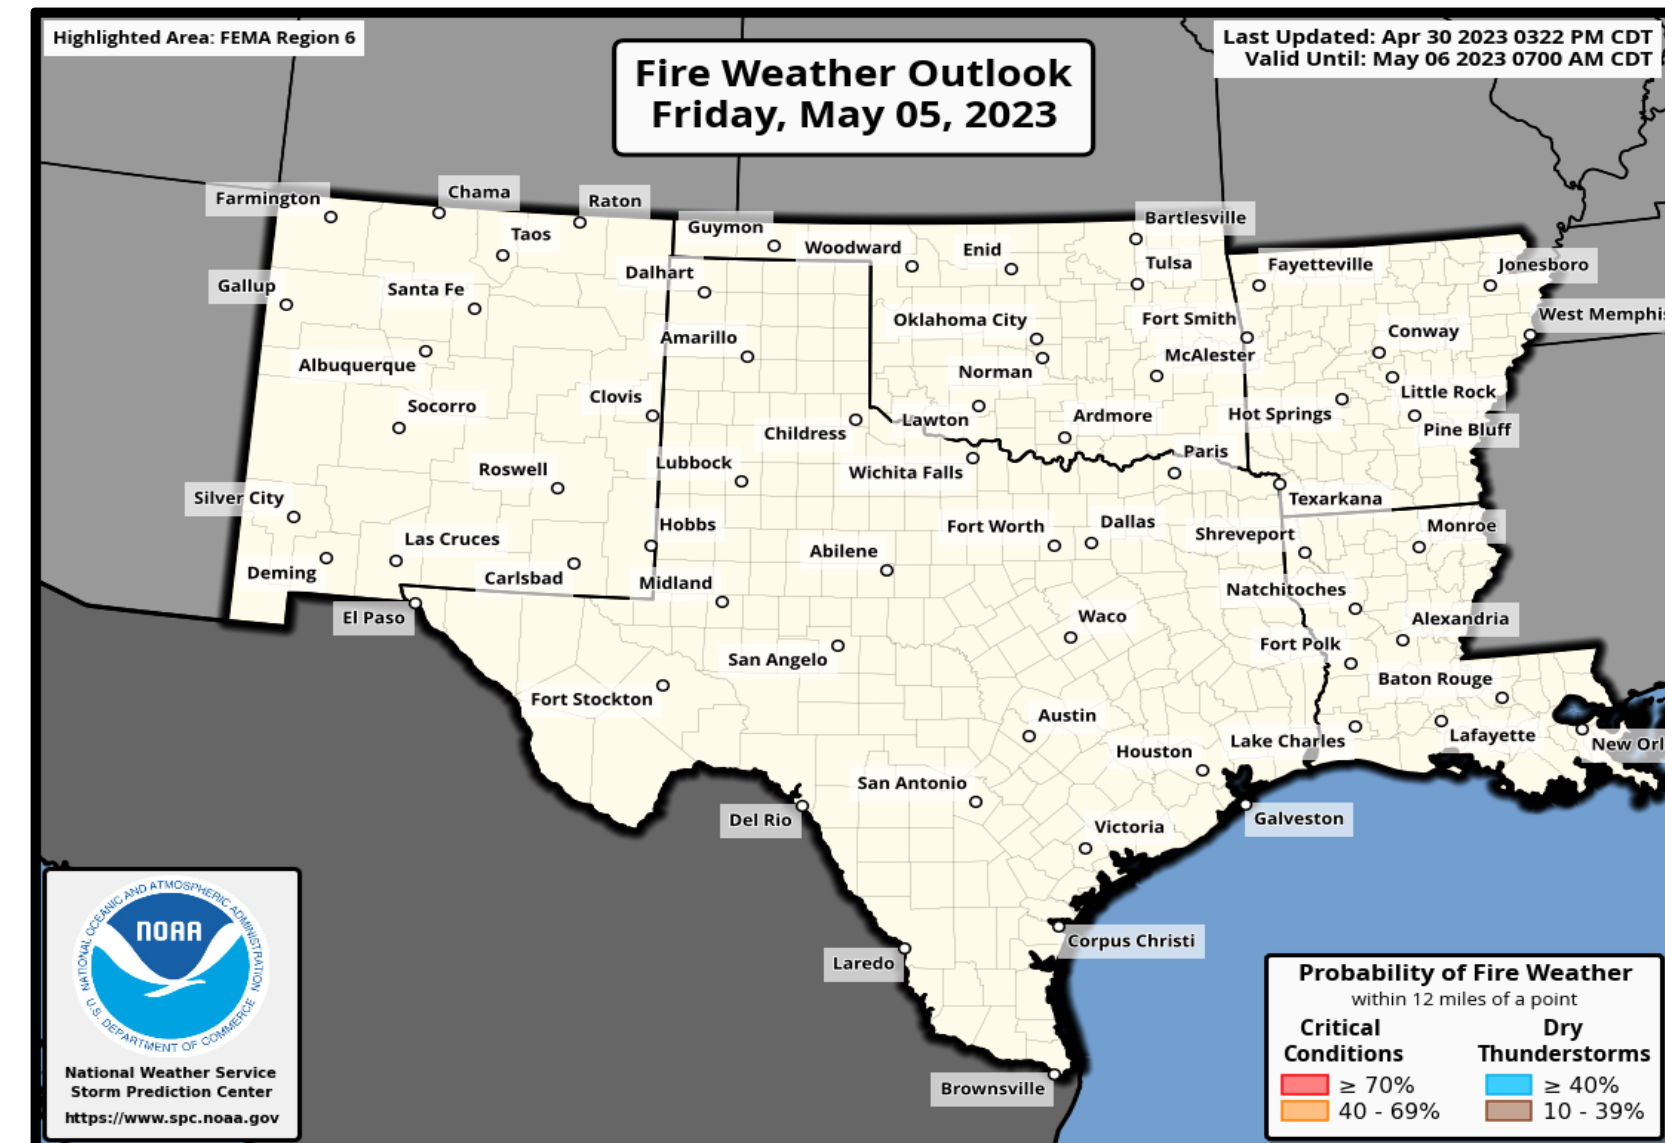 Highlighted Area: FEMA Region 6
Last Updated: Apr 30 2023 0322 PM CDT
Valid Until: May 06 2023 0700 AM CDT
Fire Weather Outlook
Friday, May 05, 2023
Farmington
Chama
Raton
Taos
Guymon
Woodward
Enid
Bartlesville
Tulsa
Fayetteville
Jonesboro
Gallup
Santa Fe
Dalhart
Oklahoma City
Fort Smith
West Memphis
Amarillo
Conway
Albuquerque
Norman
McAlester
Clovis
Little Rock
Socorro
Childress
Lawton
Ardmore
Hot Springs
Pine Bluff
Roswell
Lubbock
Wichita Falls
Paris
Silver City
Texarkana
Hobbs
Fort Worth
Dallas
Shreveport
Monroe
Las Cruces
Abilene
Deming
Carlsbad
Midland
Natchitoches
El Paso
Waco
Alexandria
San Angelo
Fort Polk
Fort Stockton
Baton Rouge
Austin
Houston
Lake Charles
Lafayette
New Orl
San Antonio
Del Rio
Victoria
Galveston
Corpus Christi
Laredo
Brownsville
NATIONAL OCEANIC AND ATMOSPHERIC ADMINISTRATION
NOAA
U.S. DEPARTMENT OF COMMERCE
National Weather Service
Storm Prediction Center
https://www.spc.noaa.gov
Probability of Fire Weather
within 12 miles of a point
Critical Dry
Conditions Thunderstorms
≥ 70% ≥ 40%
40 - 69% 10 - 39%